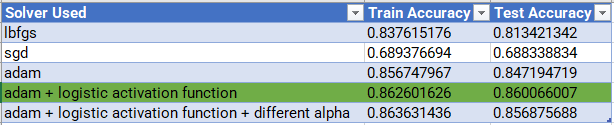 Solver Used Train Accuracy Test Accuracy
lbfgs 0.837615176 0.813421342
sgd 0.689376694 0.688338834
adam 0.856747967 0.847194719
adam + logistic activation function 0.862601626 0.860066007
adam + logistic activation function + different alpha 0.863631436 0.856875688